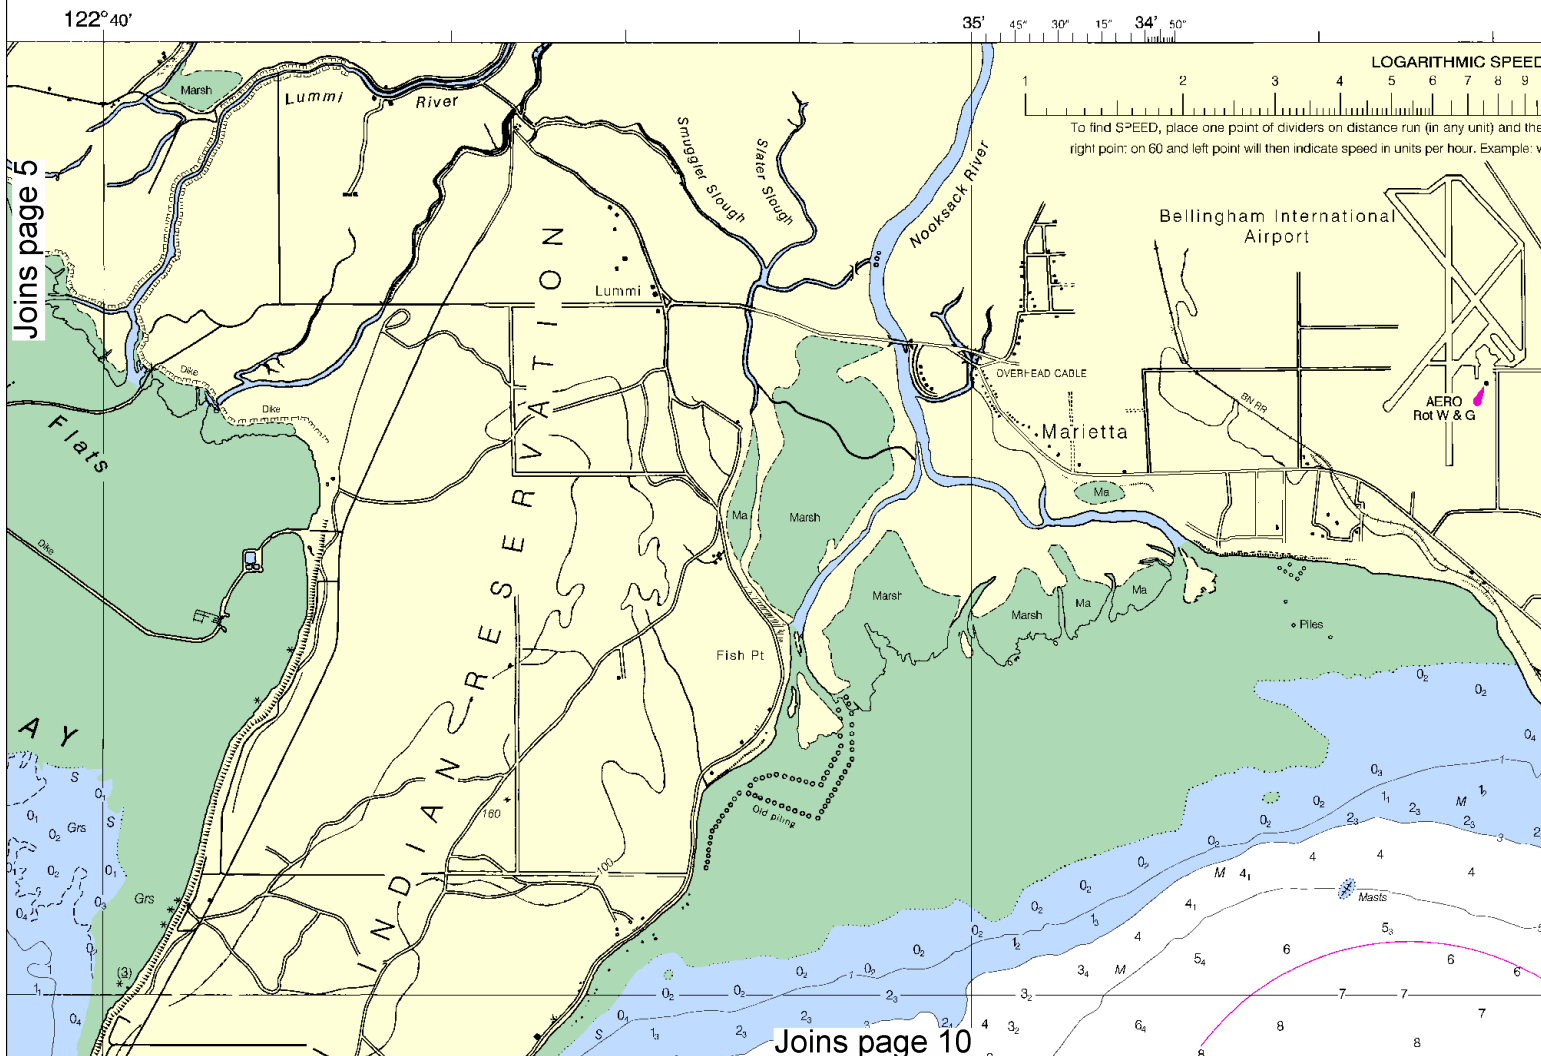 122°40'
35'
45"
30"
15"
34'
50"
LOGARITHMIC SPEED
1 2 3 4 5 6 7 8 9
To find SPEED, place one point of dividers on distance run (in any unit) and the
right point on 60 and left point will then indicate speed in units per hour. Example:
Marsh
Lummi River
Smuggler Slough
Slater Slough
Nooksack River
Joins page 5
Bellingham International
Airport
Lummi
Dike
Dike
OVERHEAD CABLE
AERO
Rot W & G
BN RR
Marietta
Flats
INDIAN RESERVATION
Ma
Marsh
Ma
Dike
Marsh
Marsh
Ma
Ma
Piles
Fish Pt
AY
Old piling
160
100
S
Grs
S
Grs
(3)
M
M
Masts
M
S
Joins page 10